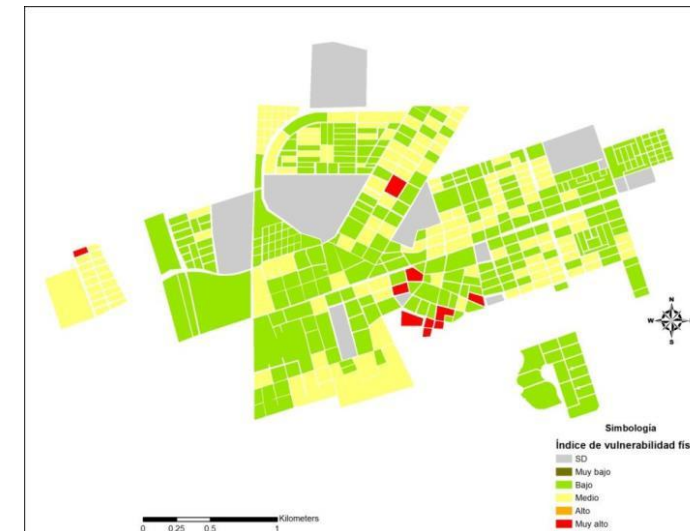 N
W
S
Simbología
Índice de vulnerabilidad fís
SD
Muy bajo
Bajo
Medio
Alto
Muy alto
Kilometers
0 0.25 0.5 1